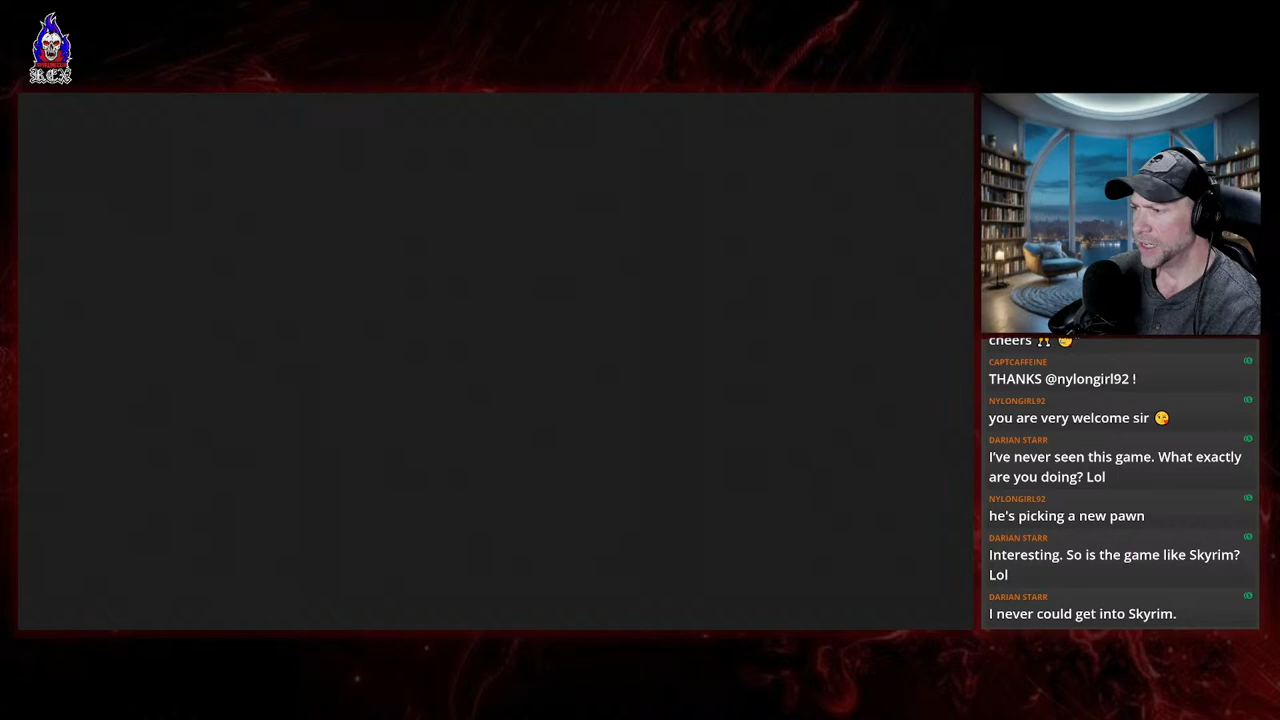 REX
cheers 🥂 🤭
CAPTCAFFEINE
THANKS @nylongirl92 !
NYLONGIRL92
you are very welcome sir 😘
DARIAN STARR
I've never seen this game. What exactly
are you doing? Lol
NYLONGIRL92
he's picking a new pawn
DARIAN STARR
Interesting. So is the game like Skyrim?
Lol
DARIAN STARR
I never could get into Skyrim.